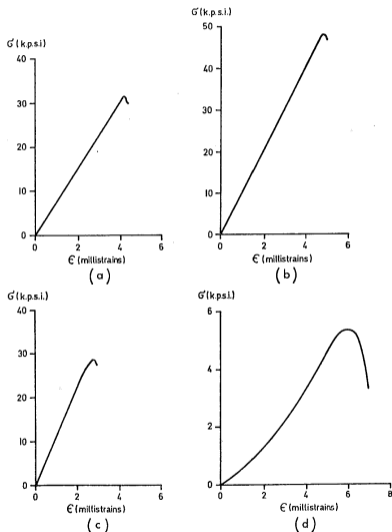 σ (k.p.s.i)
40
30
20
10
0
0 2 4 6
ϵ (millistrains)
(a)
σ (k.p.s.i)
50
40
30
20
10
0
0 2 4 6
ϵ (millistrains)
(b)
σ (k.p.s.i.)
40
30
20
10
0
0 2 4 6
ϵ (millistrains)
(c)
σ (k.p.s.i.)
6
4
2
0
0 2 4 6 8
ϵ (millistrains)
(d)